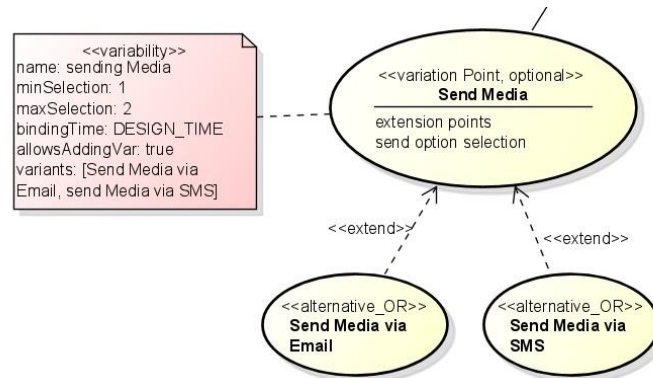 <<variability>>
name: sending Media
minSelection: 1
maxSelection: 2
bindingTime: DESIGN_TIME
allowsAddingVar: true
variants: [Send Media via
Email, send Media via SMS]
<<variation Point, optional>>
Send Media
extension points
send option selection
<<extend>>
<<extend>>
<<alternative_OR>>
Send Media via
Email
<<alternative_OR>>
Send Media via
SMS